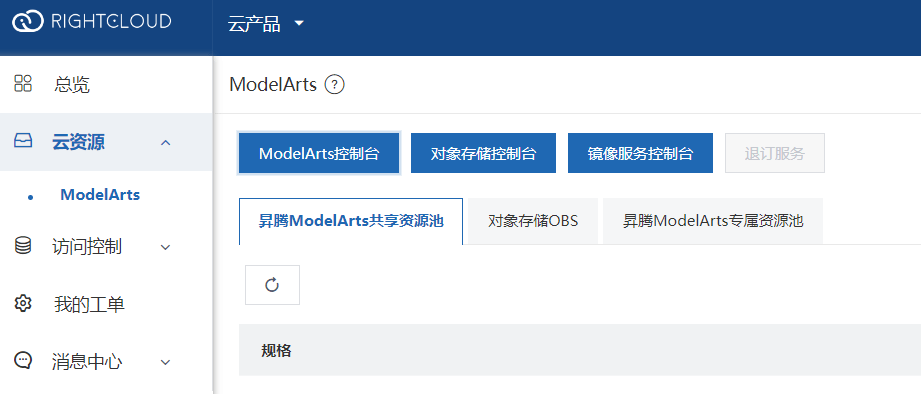 RIGHTCLOUD
云产品
总览
云资源
ModelArts
访问控制
我的工单
消息中心
ModelArts ?
ModelArts控制台 对象存储控制台 镜像服务控制台 退订服务
昇腾ModelArts共享资源池 对象存储OBS 昇腾ModelArts专属资源池
规格